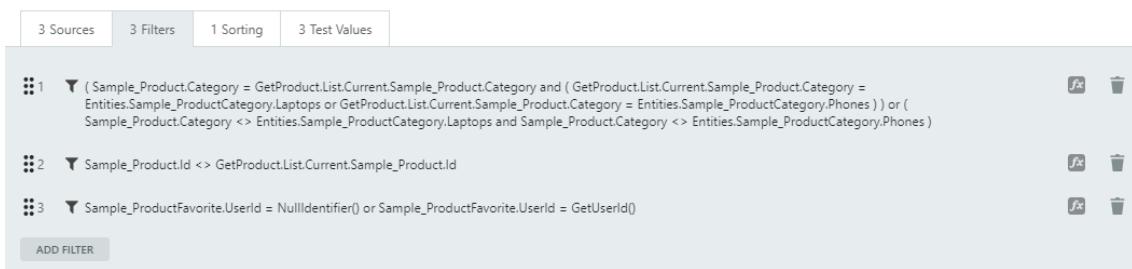 3 Sources 3 Filters 1 Sorting 3 Test Values
1 ( Sample_Product.Category = GetProduct.List.Current.Sample_Product.Category and ( GetProduct.List.Current.Sample_Product.Category =
Entities.Sample_ProductCategory.Laptops or GetProduct.List.Current.Sample_Product.Category = Entities.Sample_ProductCategory.Phones ) ) or (
Sample_Product.Category <> Entities.Sample_ProductCategory.Laptops and Sample_Product.Category <> Entities.Sample_ProductCategory.Phones ) fx
2 Sample_Product.Id <> GetProduct.List.Current.Sample_Product.Id fx
3 Sample_ProductFavorite.UserId = NullIdentifier() or Sample_ProductFavorite.UserId = GetUserId() fx
ADD FILTER